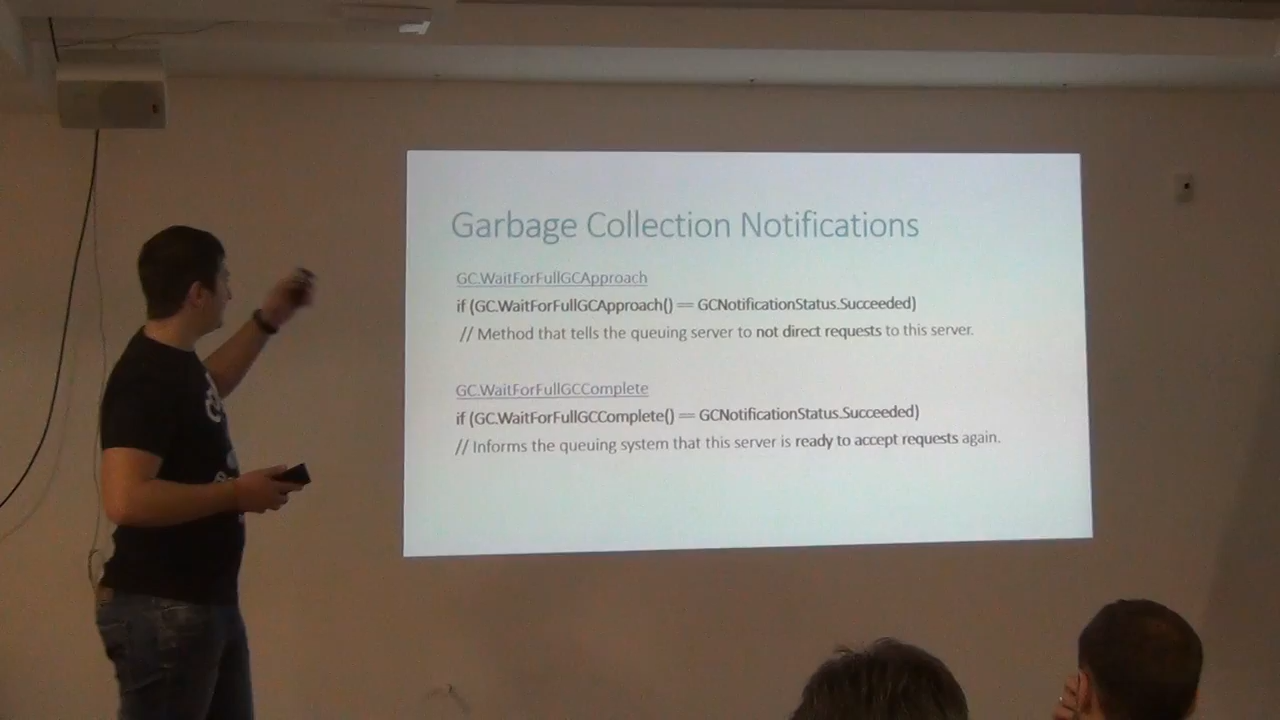 Garbage Collection Notifications
GC.WaitForFullGCApproach
if (GC.WaitForFullGCApproach() == GCNotificationStatus.Succeeded)
// Method that tells the queuing server to not direct requests to this server.
GC.WaitForFullGCComplete
if (GC.WaitForFullGCComplete() == GCNotificationStatus.Succeeded)
// Informs the queuing system that this server is ready to accept requests again.